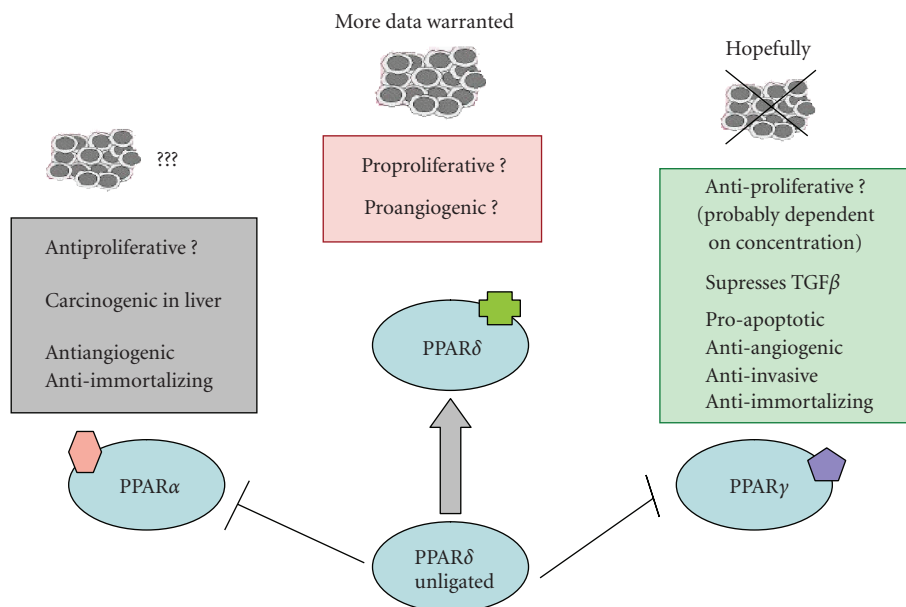 More data warranted
Hopefully
???
Proproliferative ?
Proangiogenic ?
Anti-proliferative ?
(probably dependent
on concentration)
Supresses TGFβ
Pro-apoptotic
Anti-angiogenic
Anti-invasive
Anti-immortalizing
Antiproliferative ?
Carcinogenic in liver
Antiangiogenic
Anti-immortalizing
PPARδ
PPARα
PPARγ
PPARδ
unligated